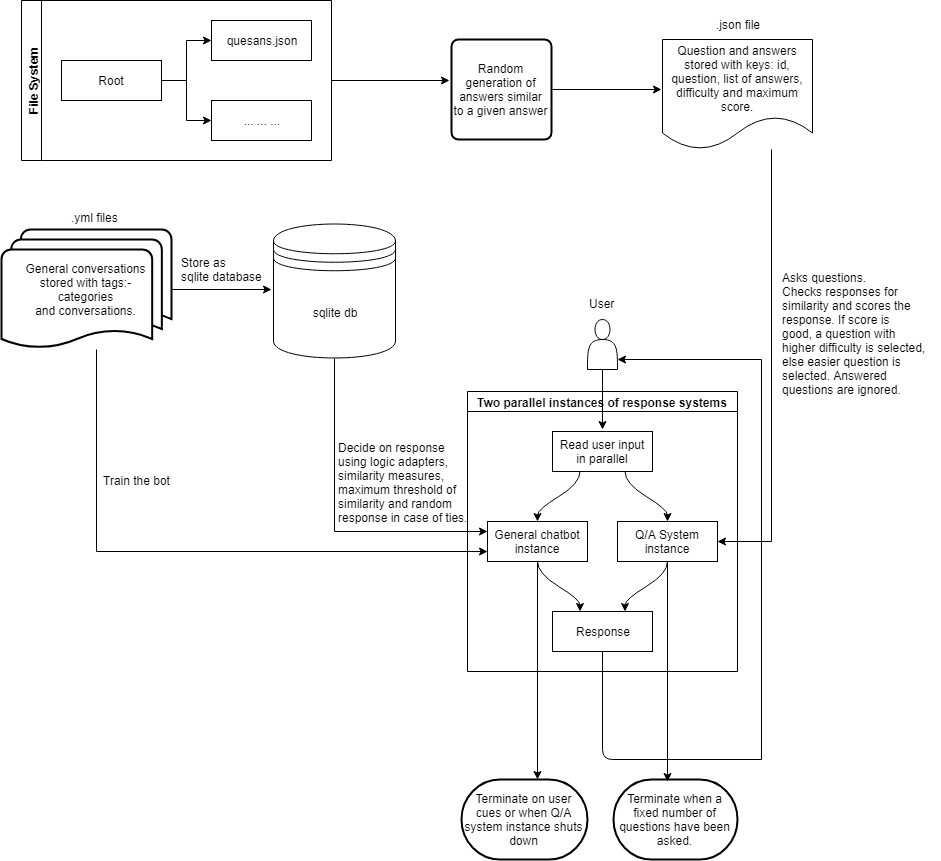 File System
Root
quesans.json
... ... ...
Random
generation of
answers similar
to a given answer
.json file
Question and answers
stored with keys: id,
question, list of answers,
difficulty and maximum
score.
.yml files
General conversations
stored with tags:-
categories
and conversations.
Store as
sqlite database
sqlite db
Asks questions.
Checks responses for
similarity and scores the
response. If score is
good, a question with
higher difficulty is selected,
else easier question is
selected. Answered
questions are ignored.
User
Two parallel instances of response systems
Read user input
in parallel
Decide on response
using logic adapters,
similarity measures,
maximum threshold of
similarity and random
response in case of ties.
Train the bot
General chatbot
instance
Q/A System
instance
Response
Terminate on user
cues or when Q/A
system instance shuts
down
Terminate when a
fixed number of
questions have been
asked.